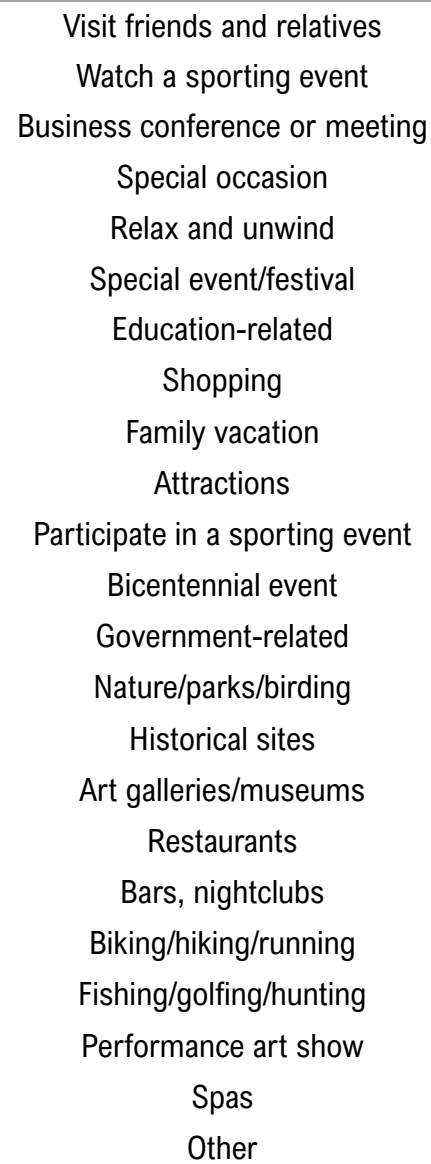 Visit friends and relatives
Watch a sporting event
Business conference or meeting
Special occasion
Relax and unwind
Special event/festival
Education-related
Shopping
Family vacation
Attractions
Participate in a sporting event
Bicentennial event
Government-related
Nature/parks/birding
Historical sites
Art galleries/museums
Restaurants
Bars, nightclubs
Biking/hiking/running
Fishing/golfing/hunting
Performance art show
Spas
Other